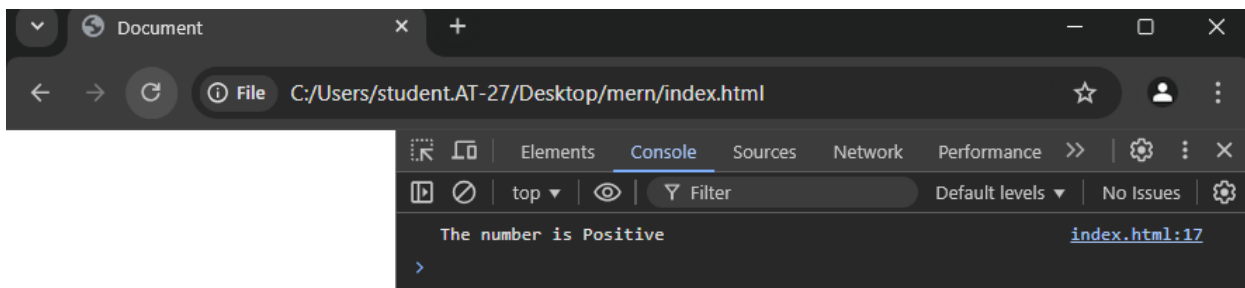 Document
File C:/Users/student.AT-27/Desktop/mern/index.html
Elements Console Sources Network Performance
top Filter Default levels No Issues
The number is Positive index.html:17